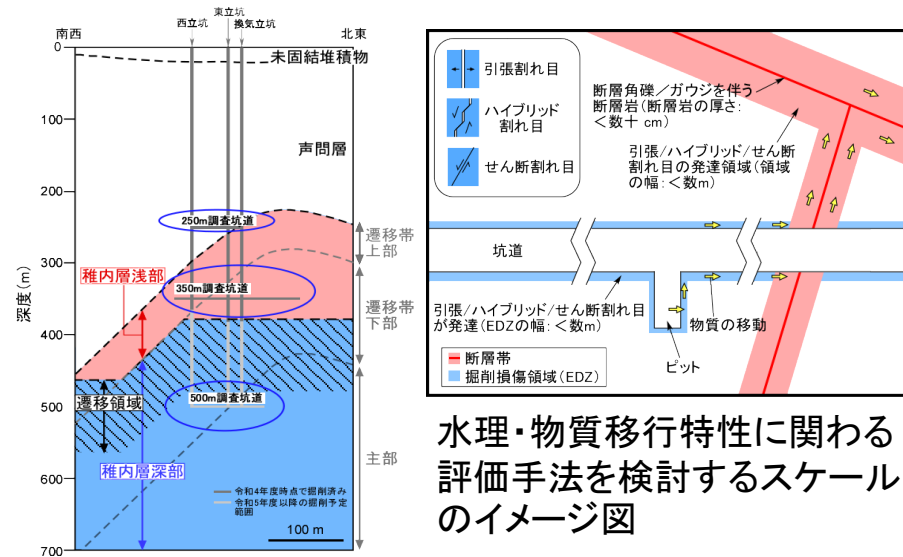 南西
西立坑
東立坑
換気立坑
北東
0
未固結堆積物
100
声問層
200
250m調査坑道
遷移帯
上部
300
稚内層浅部
350m調査坑道
遷移帯
下部
深度(m)
400
500
遷移領域
500m調査坑道
稚内層深部
主部
600
令和4年度時点で掘削済み
令和5年度以降の掘削予定
範囲
100 m
700
引張割れ目
ハイブリッド
割れ目
せん断割れ目
断層角礫/ガウジを伴う
断層岩(断層岩の厚さ:
<数十 cm)
引張/ハイブリッド/せん断
割れ目の発達領域(領域
の幅:<数m)
坑道
引張/ハイブリッド/せん断割れ目
が発達(EDZの幅:<数m)
物質の移動
ピット
断層帯
掘削損傷領域(EDZ)
水理・物質移行特性に関わる
評価手法を検討するスケール
のイメージ図